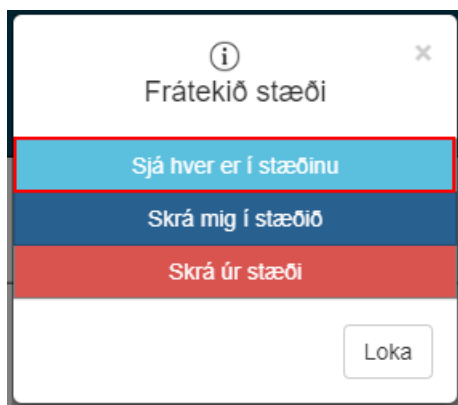 Frátekið stæði
Sjá hver er í stæðinu
Skrá mig í stæðið
Skrá úr stæði
Loka